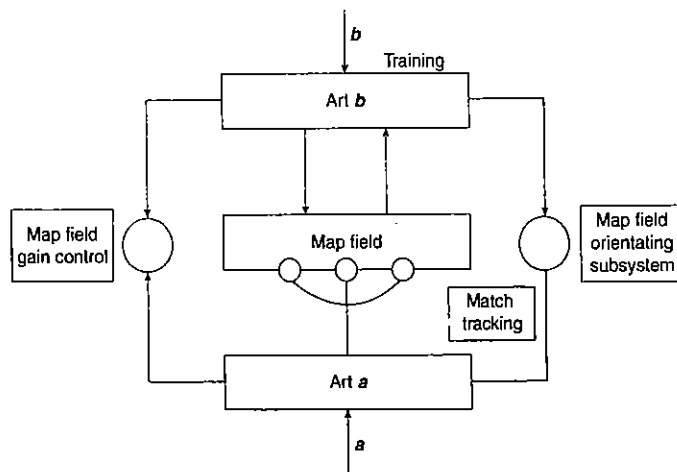 b
Training
Art b
Map field
gain control
Map field
Map field
orientating
subsystem
Match
tracking
Art a
a